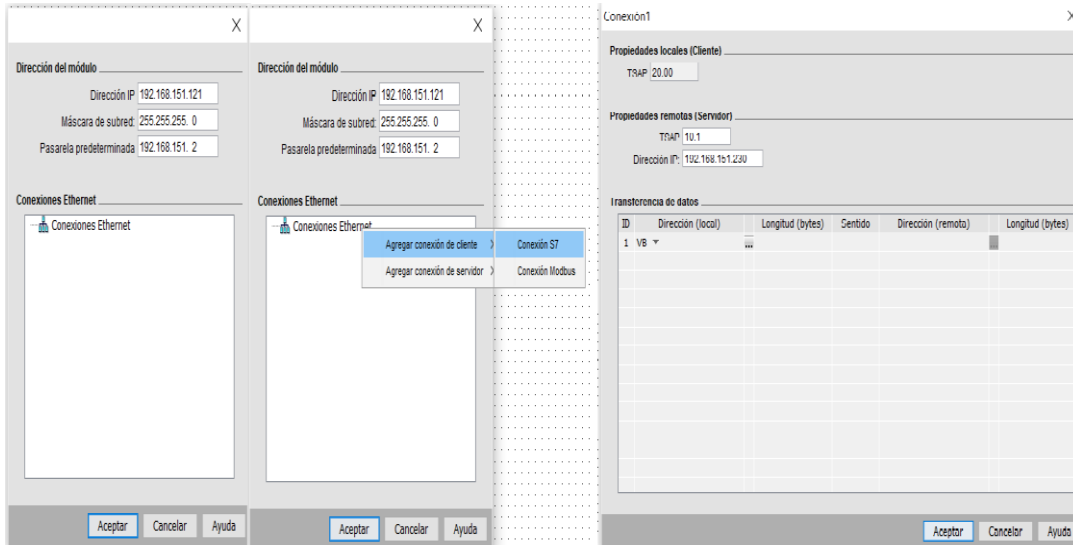 X
Dirección del módulo
Dirección IP 192.168.151.121
Máscara de subred: 255.255.255. 0
Pasarela predeterminada 192.168.151. 2
Conexiones Ethernet
Conexiones Ethernet
Aceptar Cancelar Ayuda
X
Dirección del módulo
Dirección IP 192.168.151.121
Máscara de subred: 255.255.255. 0
Pasarela predeterminada 192.168.151. 2
Conexiones Ethernet
Conexiones Ethernet
Agregar conexión de cliente > Conexión S7
Agregar conexión de servidor > Conexión Modbus
Aceptar Cancelar Ayuda
Conexión1 X
Propiedades locales (Cliente)
TSAP 20.00
Propiedades remotas (Servidor)
TSAP 10.1
Dirección IP: 192.168.151.230
Transferencia de datos
ID Dirección (local) Longitud (bytes) Sentido Dirección (remota) Longitud (bytes)
1 VB ...
Aceptar Cancelar Ayuda